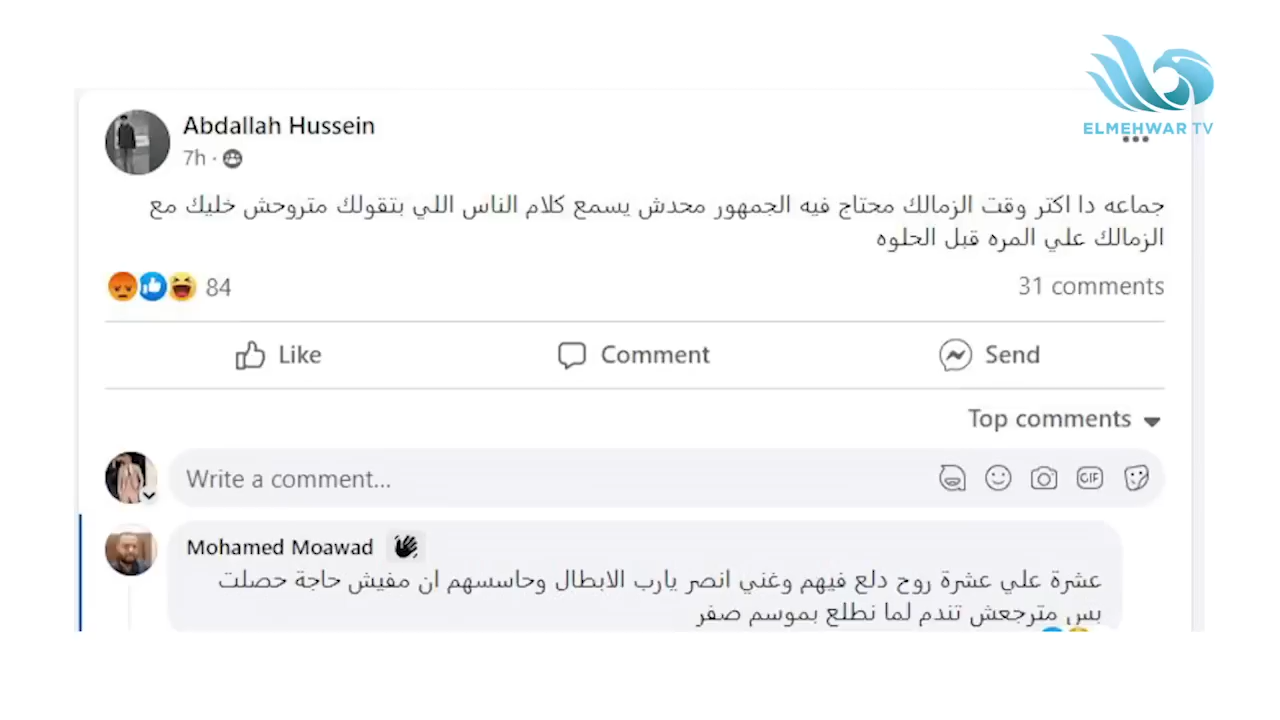 ELMEHWAR TV
Abdallah Hussein
7h ·
جماعه دا اكتر وقت الزمالك محتاج فيه الجمهور محدش يسمع كلام الناس اللي بتقولك متروحش خليك مع
الزمالك علي المره قبل الحلوه
84
31 comments
Like
Comment
Send
Top comments
Write a comment...
GIF
Mohamed Moawad
عشرة علي عشرة روح دلع فيهم وغني انصر يارب الابطال وحاسسهم ان مفيش حاجة حصلت
بس مترجعش تندم لما نطلع بموسم صفر